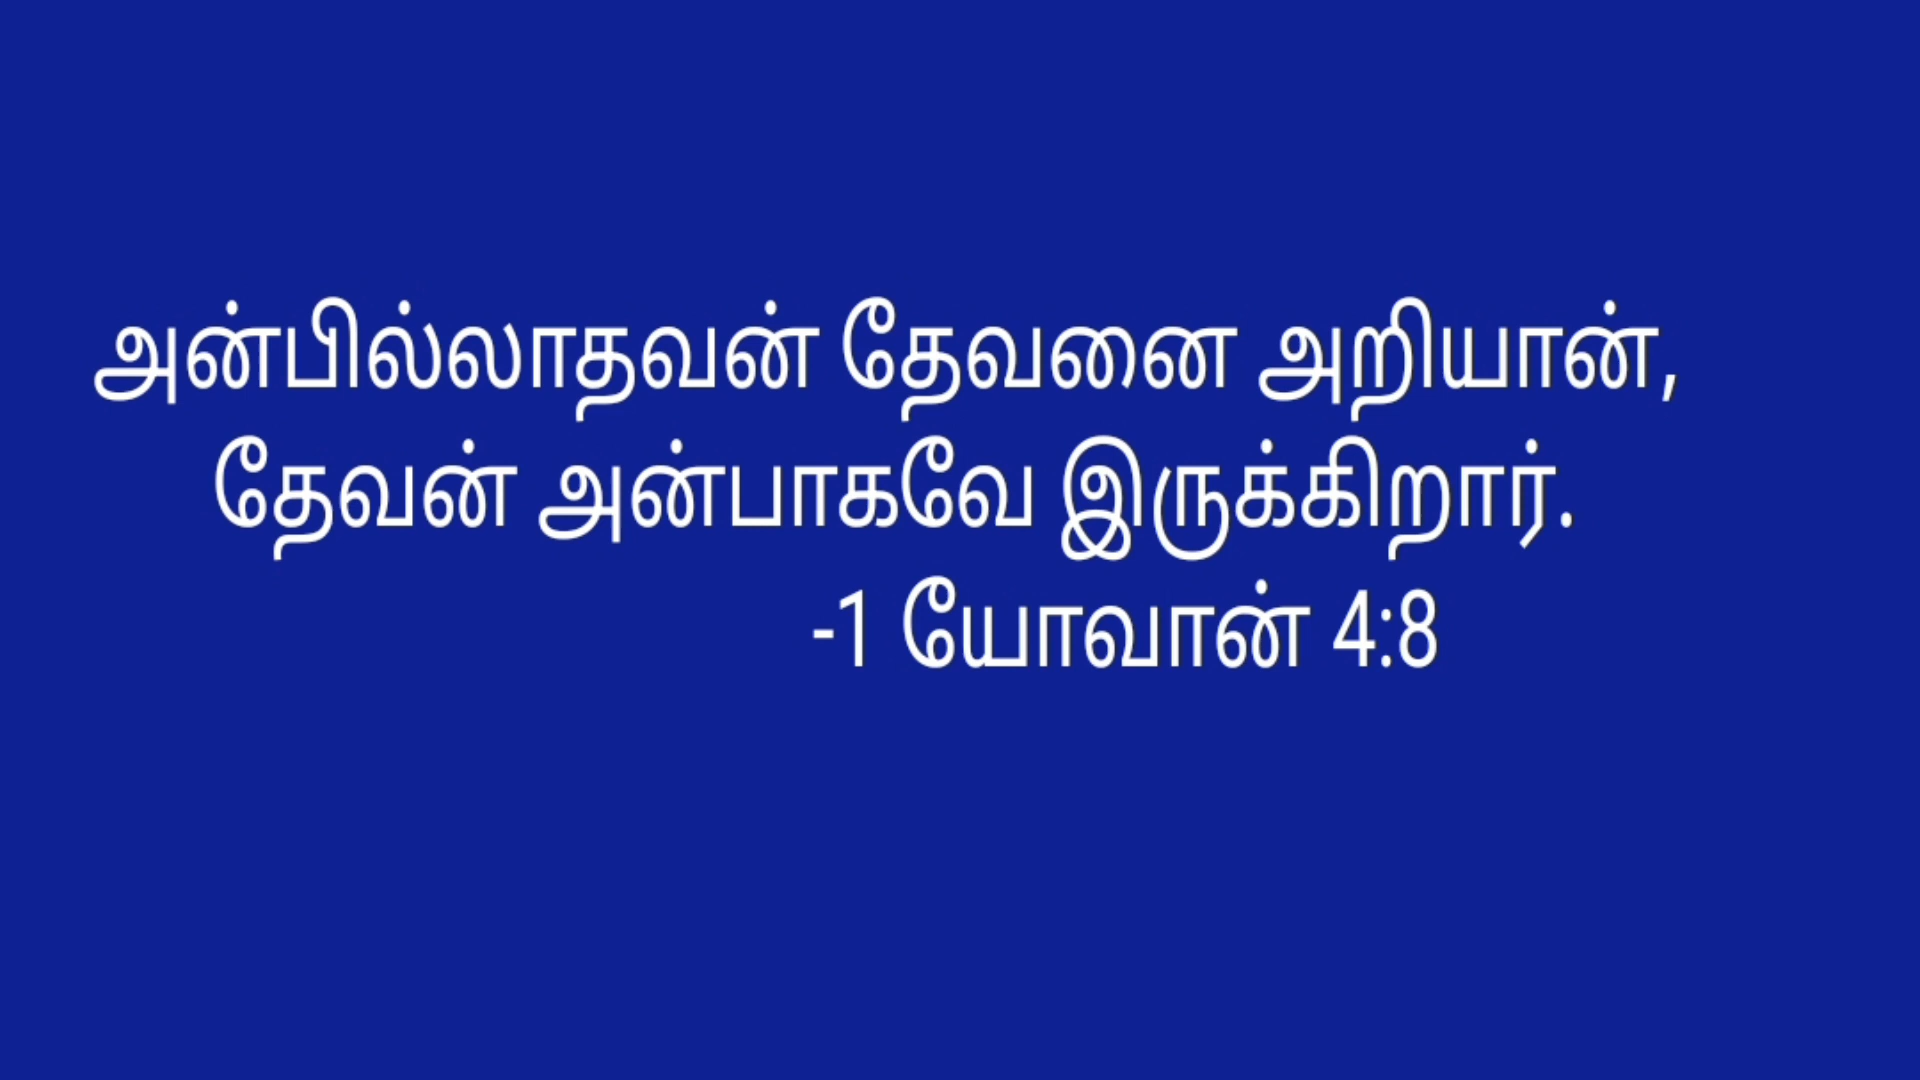 அன்பில்லாதவன் தேவனை அறியான்,
தேவன் அன்பாகவே இருக்கிறார்.
-1 யோவான் 4:8